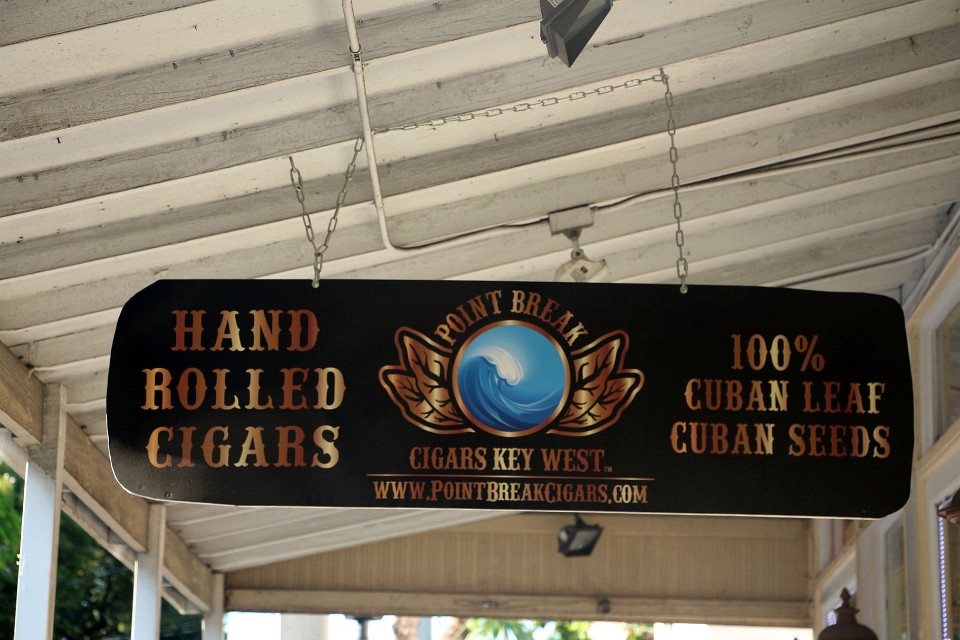 HAND
ROLLED
CIGARS
POINT BREAK
CIGARS KEY WEST™
WWW.POINTBREAKCIGARS.COM
100%
CUBAN LEAF
CUBAN SEEDS